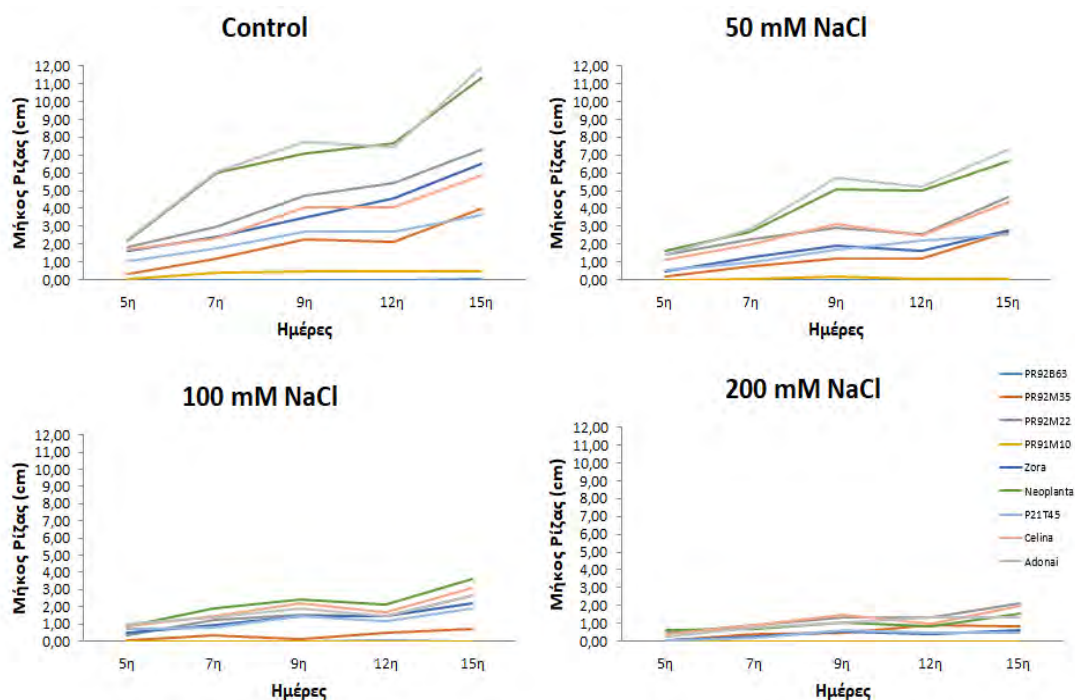 Control
Μήκος Ρίζας (cm)
12,00
11,00
10,00
9,00
8,00
7,00
6,00
5,00
4,00
3,00
2,00
1,00
0,00
5η 7η 9η 12η 15η
Ημέρες
50 mM NaCl
Μήκος Ρίζας (cm)
12,00
11,00
10,00
9,00
8,00
7,00
6,00
5,00
4,00
3,00
2,00
1,00
0,00
5η 7η 9η 12η 15η
Ημέρες
100 mM NaCl
Μήκος Ρίζας (cm)
12,00
11,00
10,00
9,00
8,00
7,00
6,00
5,00
4,00
3,00
2,00
1,00
0,00
5η 7η 9η 12η 15η
Ημέρες
200 mM NaCl
Μήκος Ρίζας (cm)
12,00
11,00
10,00
9,00
8,00
7,00
6,00
5,00
4,00
3,00
2,00
1,00
0,00
5η 7η 9η 12η 15η
Ημέρες
PR92B63
PR92M35
PR92M22
PR91M10
Zora
Neoplanta
P21T45
Celina
Adonai